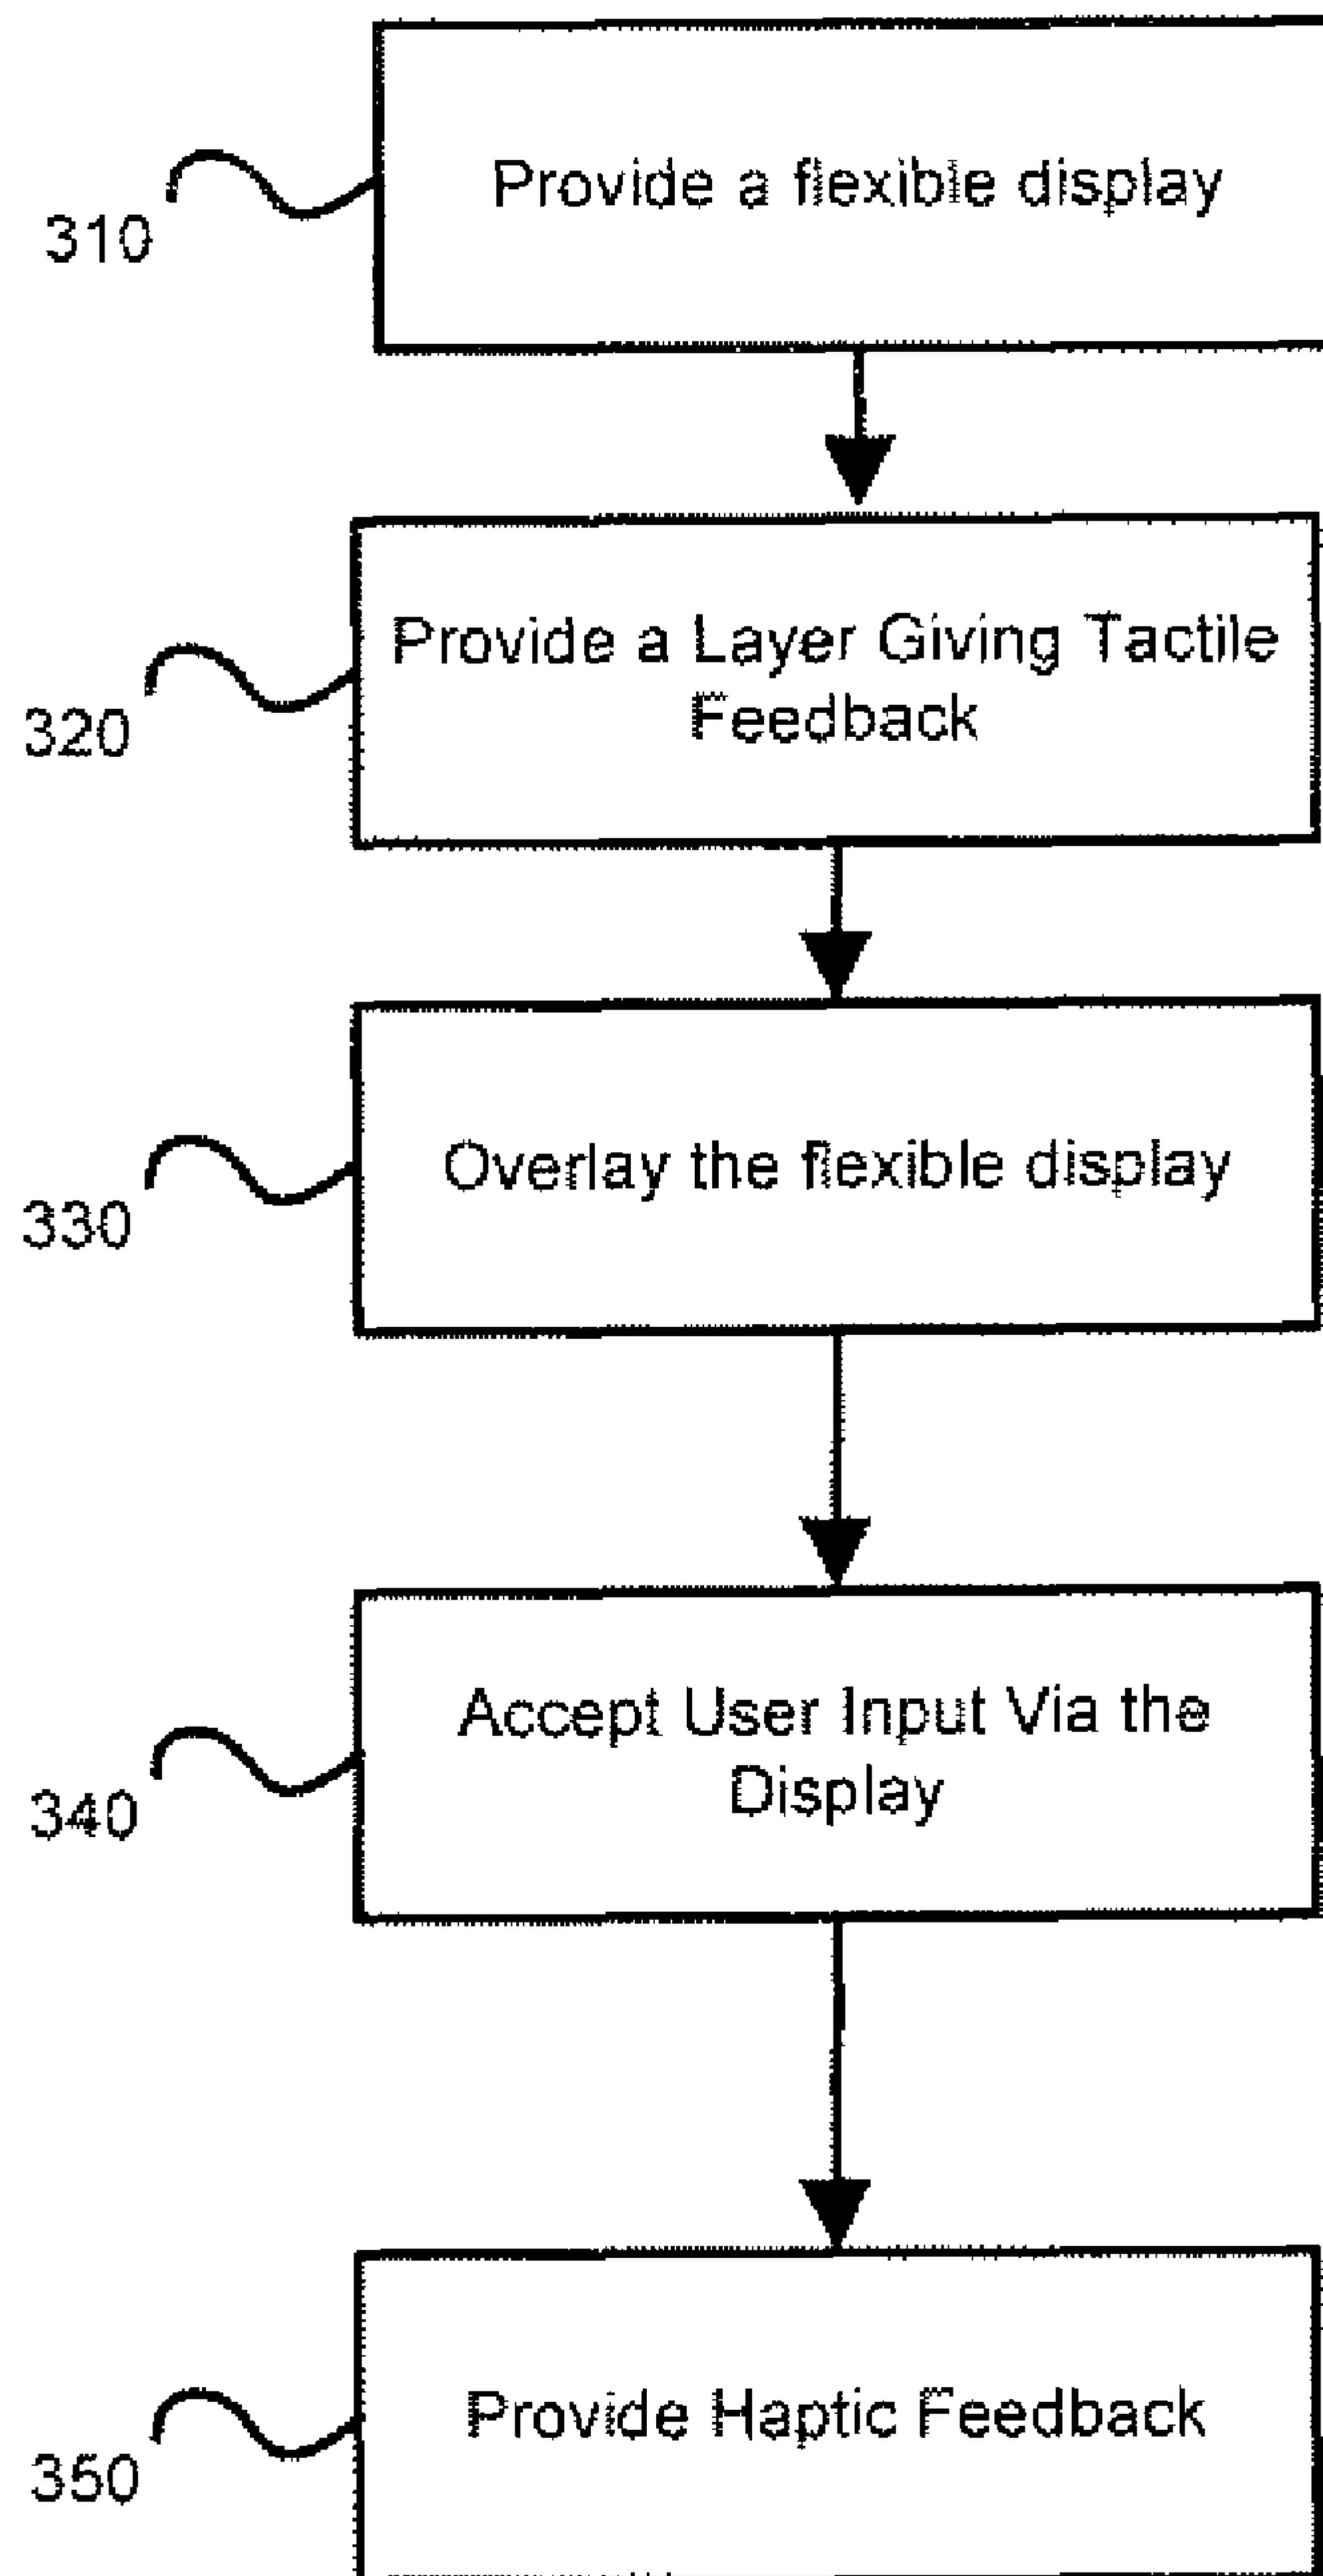 Provide a flexible display
310
Provide a Layer Giving Tactile
Feedback
320
Overlay the flexible display
330
Accept User Input Via the
Display
340
Provide Haptic Feedback
350